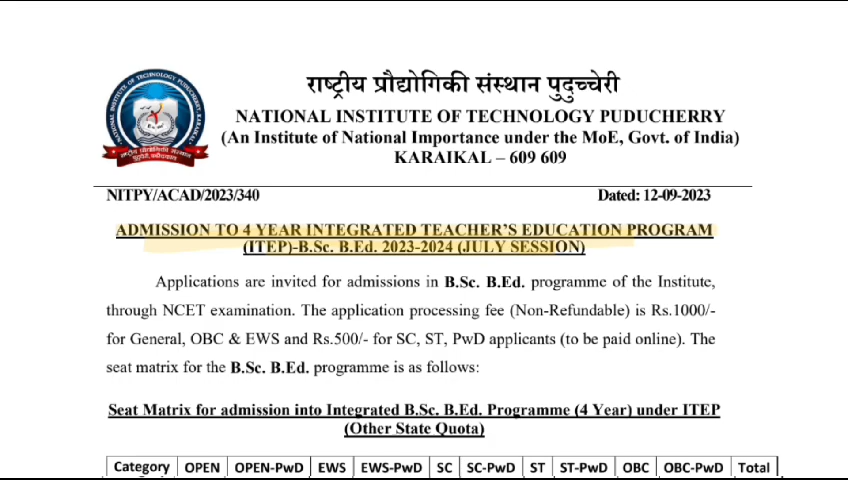 राष्ट्रीय प्रौद्योगिकी संस्थान पुदुच्चेरी
NATIONAL INSTITUTE OF TECHNOLOGY PUDUCHERRY
(An Institute of National Importance under the MoE, Govt. of India)
KARAIKAL – 609 609
NATIONAL INSTITUTE OF TECHNOLOGY PUDUCHERRY, KARAIKAL
NITPY/ACAD/2023/340 Dated: 12-09-2023
ADMISSION TO 4 YEAR INTEGRATED TEACHER'S EDUCATION PROGRAM
(ITEP)-B.Sc. B.Ed. 2023-2024 (JULY SESSION)
Applications are invited for admissions in B.Sc. B.Ed. programme of the Institute,
through NCET examination. The application processing fee (Non-Refundable) is Rs.1000/-
for General, OBC & EWS and Rs.500/- for SC, ST, PwD applicants (to be paid online). The
seat matrix for the B.Sc. B.Ed. programme is as follows:
Seat Matrix for admission into Integrated B.Sc. B.Ed. Programme (4 Year) under ITEP
(Other State Quota)
Category OPEN OPEN-PwD EWS EWS-PwD SC SC-PwD ST ST-PwD OBC OBC-PwD Total